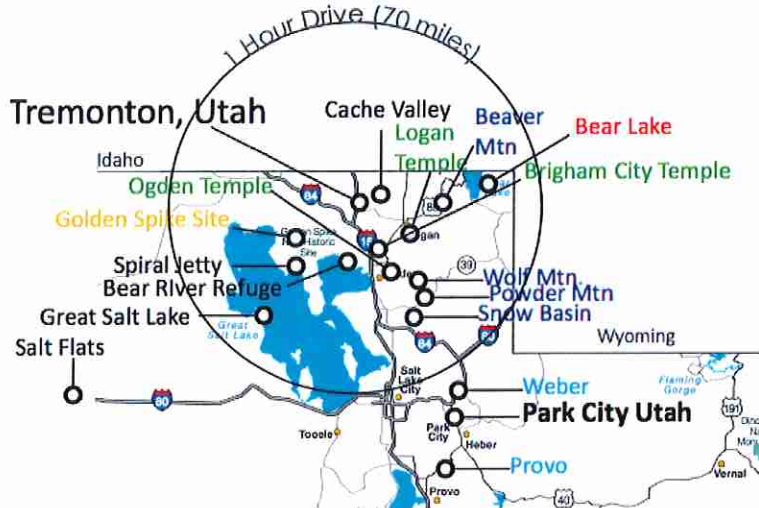 1 Hour Drive (70 miles)
Tremonton, Utah
Cache Valley
Logan
Temple
Beaver
Mtn
Bear Lake
Idaho
Brigham City Temple
Ogden Temple
84
Golden Spike Site
15
39
Spiral Jetty
Bear RIver Refuge
Wolf Mtn.
Powder Mtn
Great Salt Lake
Great
Salt Lake
Snow Basin
84
Wyoming
Salt Flats
80
Salt
Lake
City
Weber
Flaming
Gorge
Park City Utah
Park
City
191
Tooele
Heber
Provo
Vernal
40
Provo